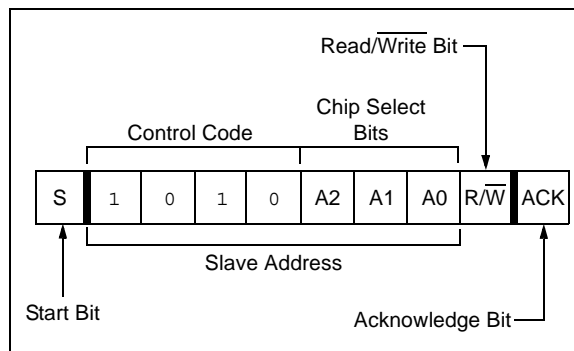 Read/Write Bit
Chip Select
Bits
Control Code
S 1 0 1 0 A2 A1 A0 R/W ACK
Slave Address
Start Bit
Acknowledge Bit